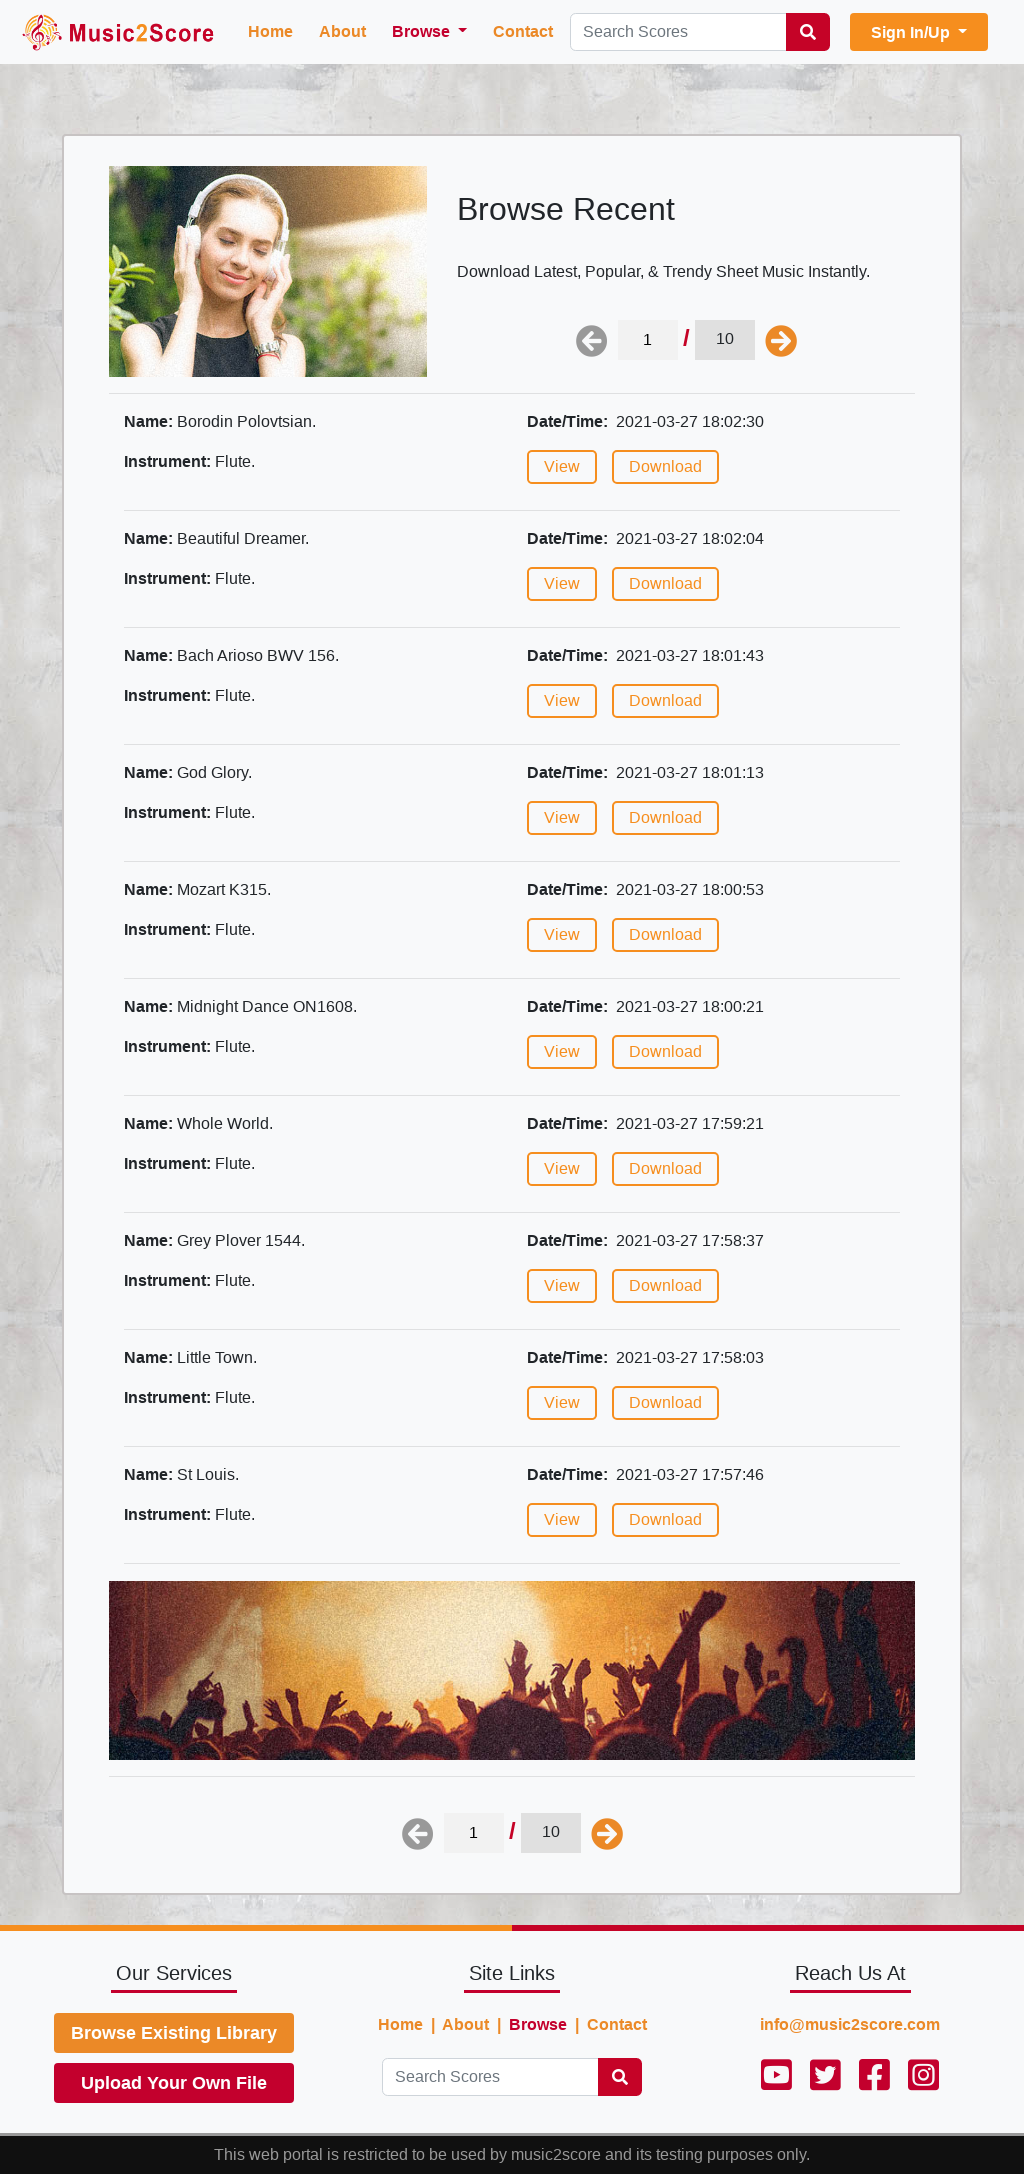 Music2Score Home About Browse Contact Search Scores Sign In/Up
Browse Recent
Download Latest, Popular, & Trendy Sheet Music Instantly.
1 / 10
Name: Borodin Polovtsian. Date/Time: 2021-03-27 18:02:30
Instrument: Flute. View Download
Name: Beautiful Dreamer. Date/Time: 2021-03-27 18:02:04
Instrument: Flute. View Download
Name: Bach Arioso BWV 156. Date/Time: 2021-03-27 18:01:43
Instrument: Flute. View Download
Name: God Glory. Date/Time: 2021-03-27 18:01:13
Instrument: Flute. View Download
Name: Mozart K315. Date/Time: 2021-03-27 18:00:53
Instrument: Flute. View Download
Name: Midnight Dance ON1608. Date/Time: 2021-03-27 18:00:21
Instrument: Flute. View Download
Name: Whole World. Date/Time: 2021-03-27 17:59:21
Instrument: Flute. View Download
Name: Grey Plover 1544. Date/Time: 2021-03-27 17:58:37
Instrument: Flute. View Download
Name: Little Town. Date/Time: 2021-03-27 17:58:03
Instrument: Flute. View Download
Name: St Louis. Date/Time: 2021-03-27 17:57:46
Instrument: Flute. View Download
1 / 10
Our Services
Browse Existing Library
Upload Your Own File
Site Links
Home | About | Browse | Contact
Search Scores
Reach Us At
info@music2score.com
This web portal is restricted to be used by music2score and its testing purposes only.